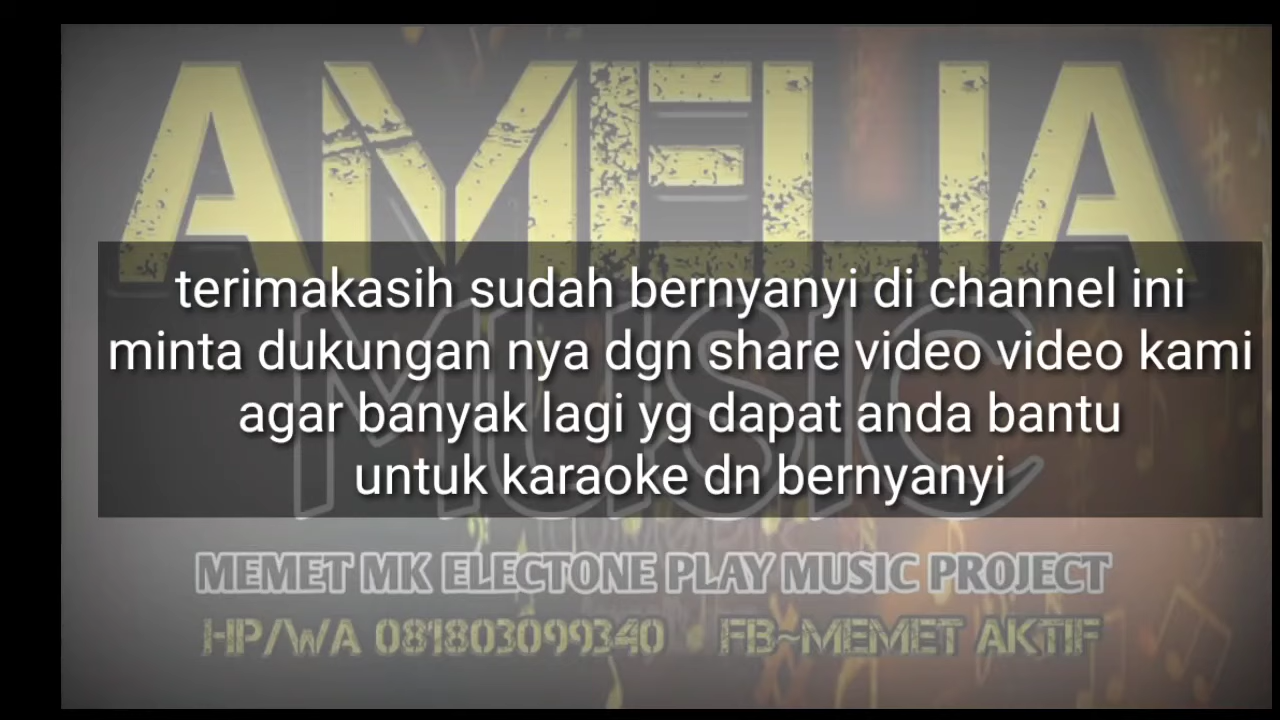 AMELIA
terimakasih sudah bernyanyi di channel ini
minta dukungan nya dgn share video video kami
agar banyak lagi yg dapat anda bantu
untuk karaoke dn bernyanyi
MUSIC
MEMET MK ELECTONE PLAY MUSIC PROJECT
HP/WA 081803099340 FB~MEMET AKTIF